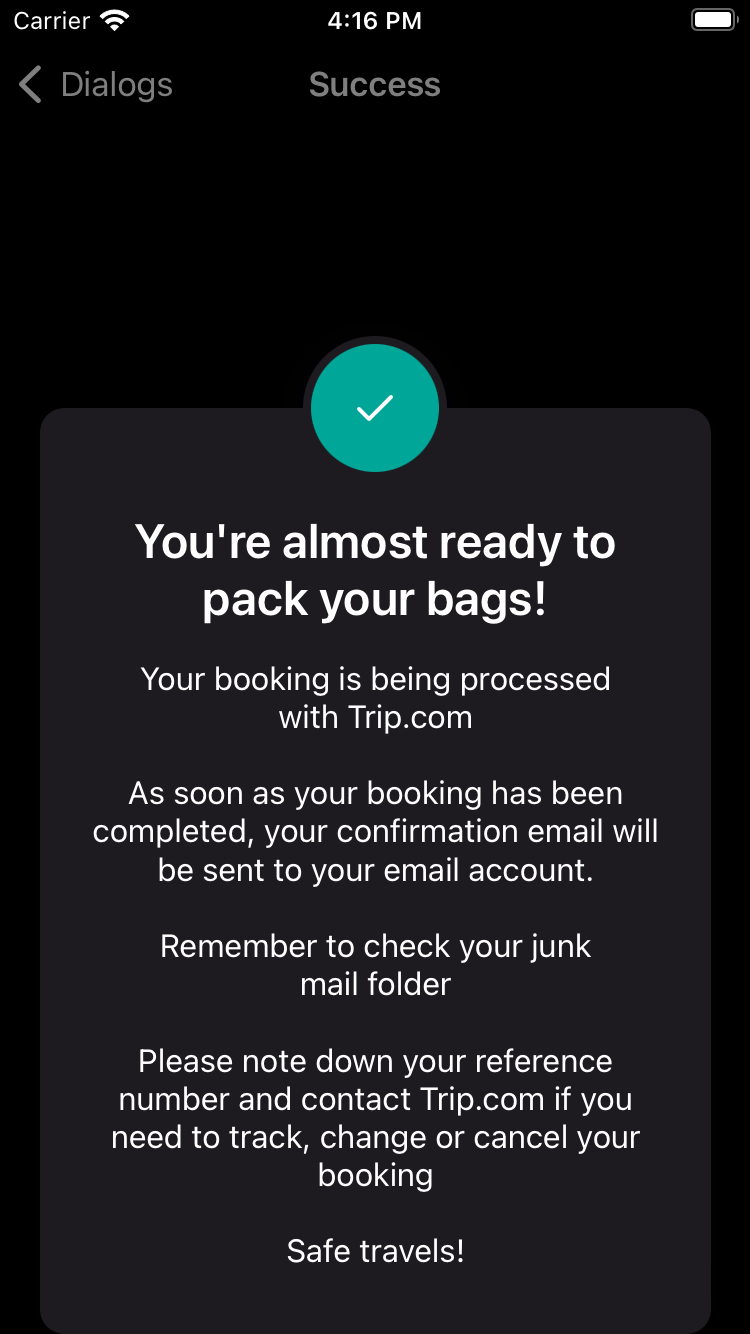 Carrier 4:16 PM
Dialogs Success
You're almost ready to
pack your bags!
Your booking is being processed
with Trip.com
As soon as your booking has been
completed, your confirmation email will
be sent to your email account.
Remember to check your junk
mail folder
Please note down your reference
number and contact Trip.com if you
need to track, change or cancel your
booking
Safe travels!